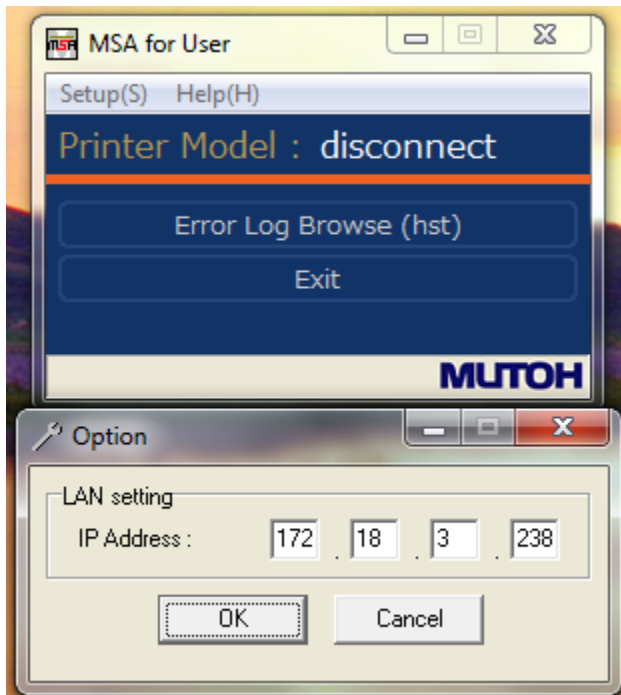 MSA
MSA for User
Setup(S) Help(H)
Printer Model : disconnect
Error Log Browse (hst)
Exit
MUTOH
Option
LAN setting
IP Address : 172 . 18 . 3 . 238
OK Cancel